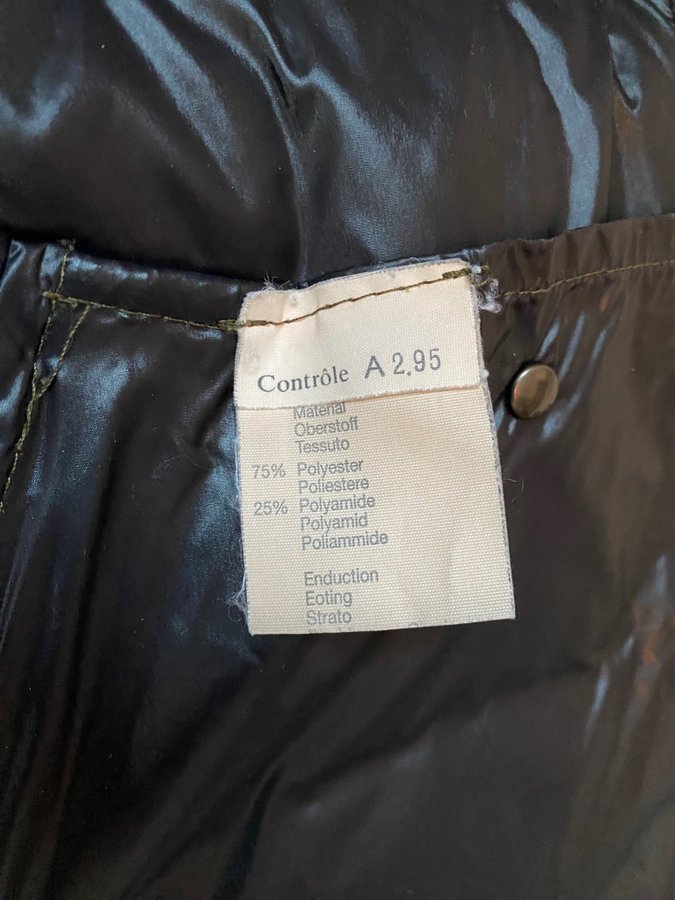 Contrôle A 2.95
Material
Oberstoff
Tessuto
75% Polyester
Poliestere
25% Polyamide
Polyamid
Poliammide
Enduction
Eoting
Strato